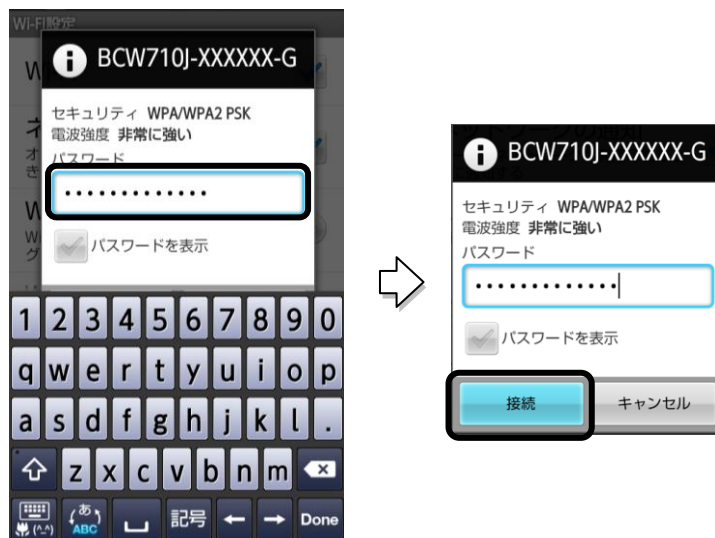 Wi-Fi設定
BCW710J-XXXXXX-G
セキュリティ WPA/WPA2 PSK
電波強度 非常に強い
パスワード
•••••••••••••
パスワードを表示
1 2 3 4 5 6 7 8 9 0
q w e r t y u i o p
a s d f g h j k l .
z x c v b n m
(^_^) あ ABC 記号 ← → Done
BCW710J-XXXXXX-G
セキュリティ WPA/WPA2 PSK
電波強度 非常に強い
パスワード
•••••••••••••
パスワードを表示
接続 キャンセル